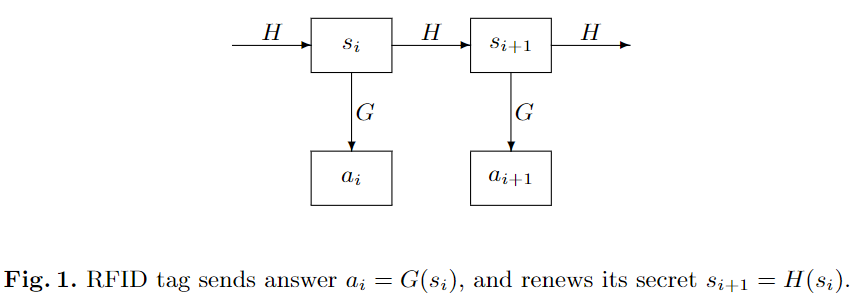 H H H
s_i s_{i+1}
G G
a_i a_{i+1}
Fig. 1. RFID tag sends answer a_i = G(s_i), and renews its secret s_{i+1} = H(s_i).